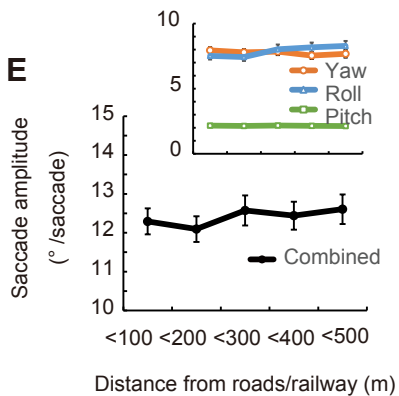 E
10
5
0
Yaw
Roll
Pitch
Saccade amplitude
(° /saccade)
15
14
13
12
11
10
Combined
<100 <200 <300 <400 <500
Distance from roads/railway (m)